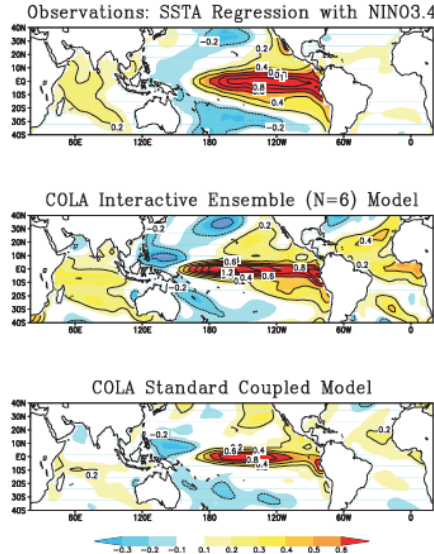 Observations: SSTA Regression with NINO3.4
40N
30N
20N
10N
EQ
10S
20S
30S
40S
-0.2
0.2
0.4
0.8
1
0.4
-0.2
0.2
60E 120E 180 120W 60W 0
COLA Interactive Ensemble (N=6) Model
40N
30N
20N
10N
EQ
10S
20S
30S
40S
0.2
0.4
0.6
0.8
0.2
1.2
0.6
0.4
-0.2
60E 120E 180 120W 60W 0
COLA Standard Coupled Model
40N
30N
20N
10N
EQ
10S
20S
30S
40S
-0.2
0.2
0.6
0.4
0.8
0.2
0.2
60E 120E 180 120W 60W 0
-0.3 -0.2 -0.1 0.1 0.2 0.3 0.4 0.5 0.6